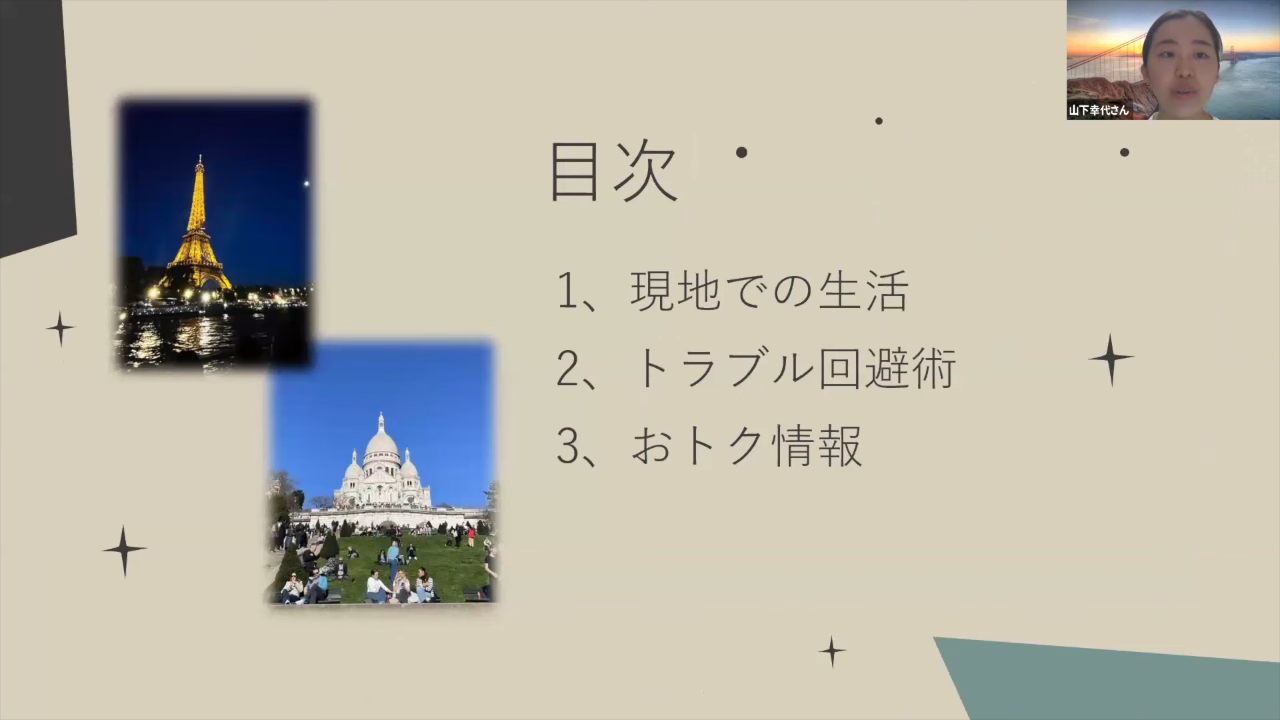 山下幸代さん
目次
1、現地での生活
2、トラブル回避術
3、おトク情報